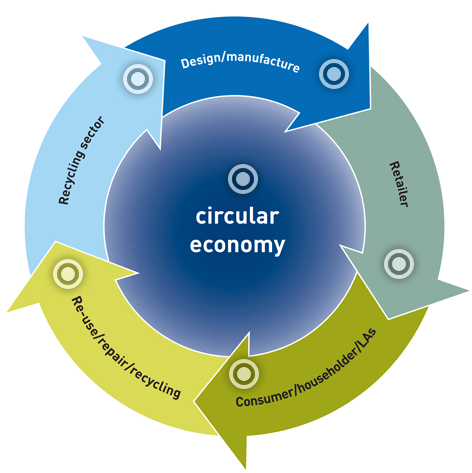 Design/manufacture
Retailer
Consumer/householder/LAs
Re-use/repair/recycling
Recycling sector
circular
economy